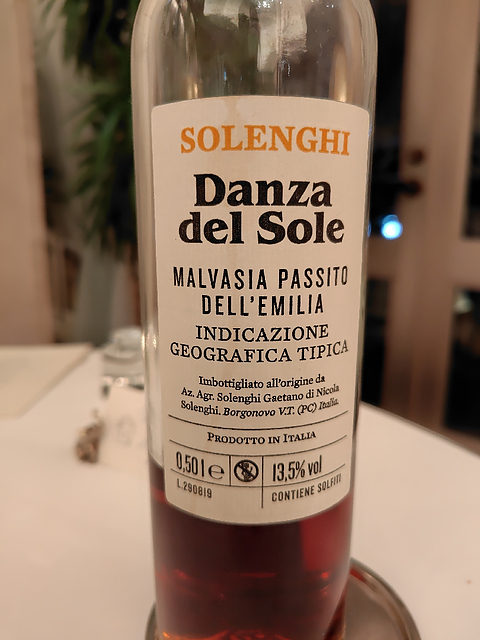 SOLENGHI
Danza
del Sole
MALVASIA PASSITO
DELL'EMILIA
INDICAZIONE
GEOGRAFICA TIPICA
Imbottigliato all'origine da
Az. Agr. Solenghi Gaetano di Nicola
Solenghi. Borgonovo V.T. (PC) Italia.
PRODOTTO IN ITALIA
0,50 l e 13,5% vol
L.290819 CONTIENE SOLFITI